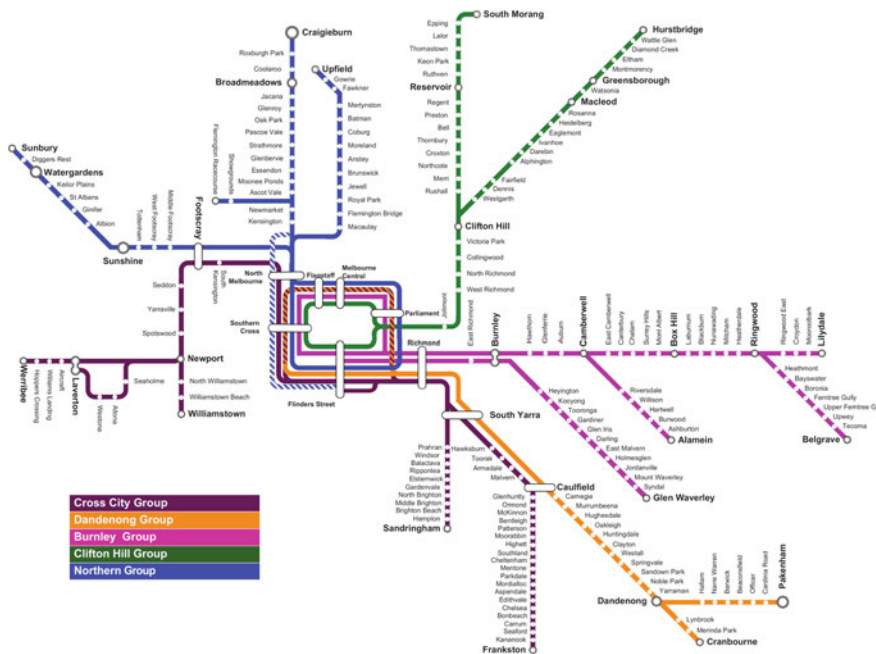 South Morang
Epping
Lalor
Thomastown
Keon Park
Ruthven
Reservoir
Regent
Preston
Bell
Thornbury
Croxton
Northcote
Merri
Rushall
Hurstbridge
Wattle Glen
Diamond Creek
Eltham
Montmorency
Greensborough
Watsonia
Macleod
Rosanna
Heidelberg
Eaglemont
Ivanhoe
Darebin
Alphington
Fairfield
Dennis
Westgarth
Clifton Hill
Victoria Park
Collingwood
North Richmond
West Richmond
Jolimont
Craigieburn
Roxburgh Park
Coolaroo
Broadmeadows
Jacana
Glenroy
Oak Park
Pascoe Vale
Strathmore
Glenbervie
Essendon
Moonee Ponds
Ascot Vale
Newmarket
Kensington
Showgrounds
Flemington Racecourse
Upfield
Gowrie
Fawkner
Merlynston
Batman
Coburg
Moreland
Anstey
Brunswick
Jewell
Royal Park
Flemington Bridge
Macaulay
Sunbury
Diggers Rest
Watergardens
Keilor Plains
St Albans
Ginifer
Albion
Sunshine
Tottenham
West Footscray
Middle Footscray
Footscray
South
Kensington
Seddon
Yarraville
Spotswood
Newport
North Williamstown
Williamstown Beach
Williamstown
Seaholme
Altona
Westona
Laverton
Aircraft
Williams Landing
Hoppers Crossing
Werribee
North
Melbourne
Flagstaff
Melbourne
Central
Parliament
Southern
Cross
Flinders Street
Richmond
East Richmond
Burnley
Hawthorn
Glenferrie
Auburn
Camberwell
East Camberwell
Canterbury
Chatham
Surrey Hills
Mont Albert
Box Hill
Laburnum
Blackburn
Nunawading
Mitcham
Heatherdale
Ringwood
Ringwood East
Croydon
Mooroolbark
Lilydale
Heathmont
Bayswater
Boronia
Ferntree Gully
Upper Ferntree G
Upwey
Tecoma
Belgrave
Riversdale
Willison
Hartwell
Burwood
Ashburton
Alamein
Heyington
Kooyong
Tooronga
Gardiner
Glen Iris
Darling
East Malvern
Holmesglen
Jordanville
Mount Waverley
Syndal
Glen Waverley
South Yarra
Prahran
Windsor
Balaclava
Ripponlea
Elsternwick
Gardenvale
North Brighton
Middle Brighton
Brighton Beach
Hampton
Sandringham
Hawksburn
Toorak
Armadale
Malvern
Caulfield
Glenhuntly
Ormond
McKinnon
Bentleigh
Patterson
Moorabbin
Highett
Southland
Cheltenham
Mentone
Parkdale
Mordialloc
Aspendale
Edithvale
Chelsea
Bonbeach
Carrum
Seaford
Kananook
Frankston
Carnegie
Murrumbeena
Hughesdale
Oakleigh
Huntingdale
Clayton
Westall
Springvale
Sandown Park
Noble Park
Yarraman
Dandenong
Hallam
Narre Warren
Berwick
Beaconsfield
Officer
Cardinia Road
Pakenham
Lynbrook
Merinda Park
Cranbourne
Cross City Group
Dandenong Group
Burnley Group
Clifton Hill Group
Northern Group